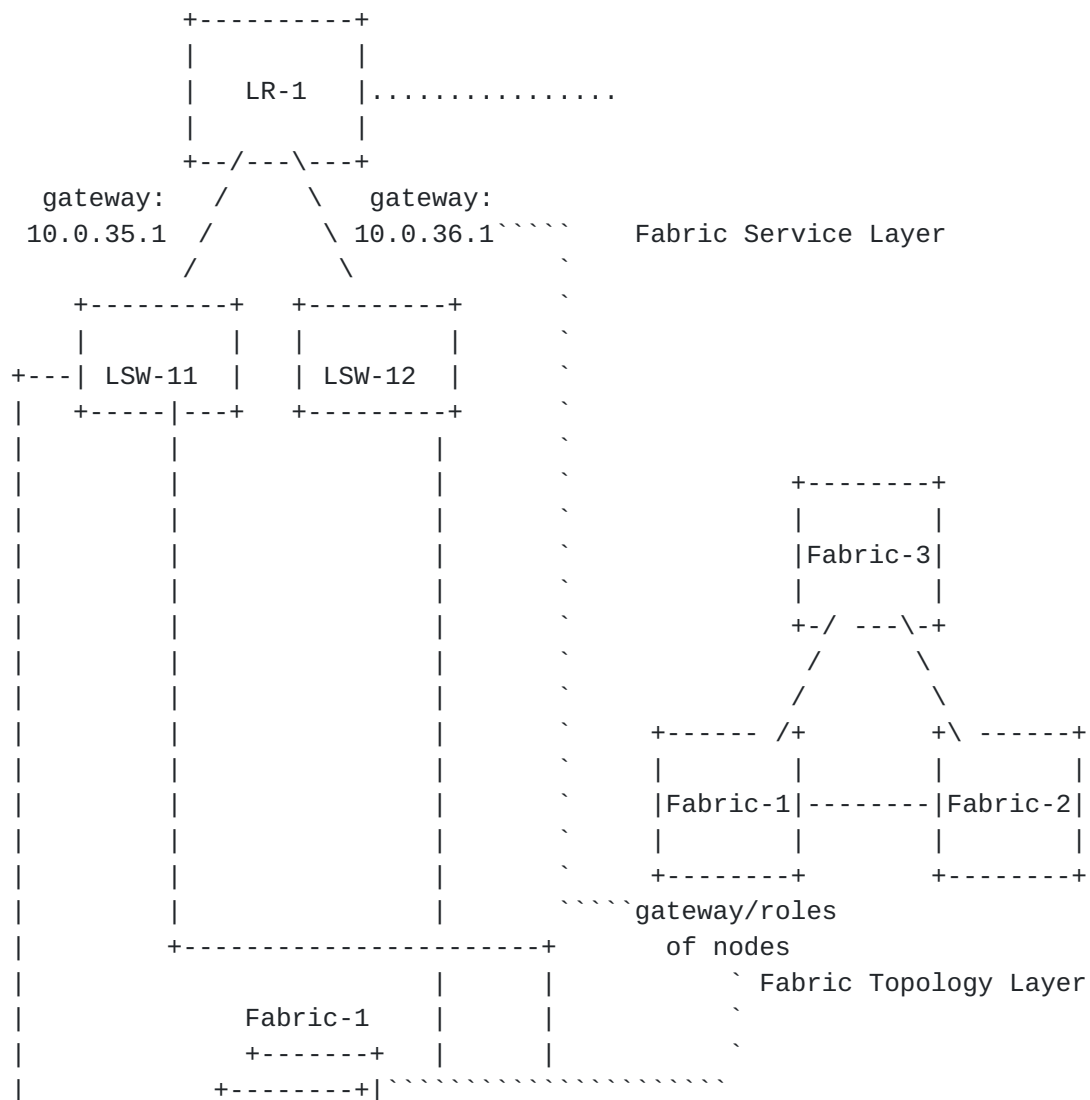 LR-1
gateway: gateway:
10.0.35.1 10.0.36.1 Fabric Service Layer
LSW-11 LSW-12
Fabric-3
Fabric-1 Fabric-2
gateway/roles
of nodes
Fabric Topology Layer
Fabric-1